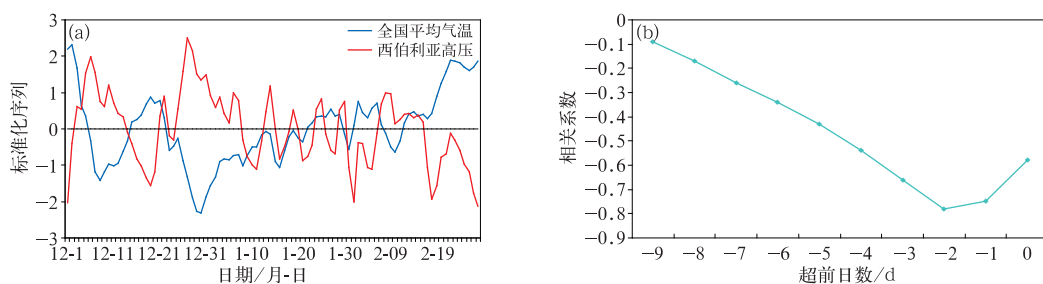 (a)
全国平均气温
西伯利亚高压
标准化序列
3
2
1
0
−1
−2
−3
12-1 12-11 12-21 12-31 1-10 1-20 1-30 2-09 2-19
日期/月-日
(b)
相关系数
0
−0.1
−0.2
−0.3
−0.4
−0.5
−0.6
−0.7
−0.8
−0.9
−9 −8 −7 −6 −5 −4 −3 −2 −1 0
超前日数/d